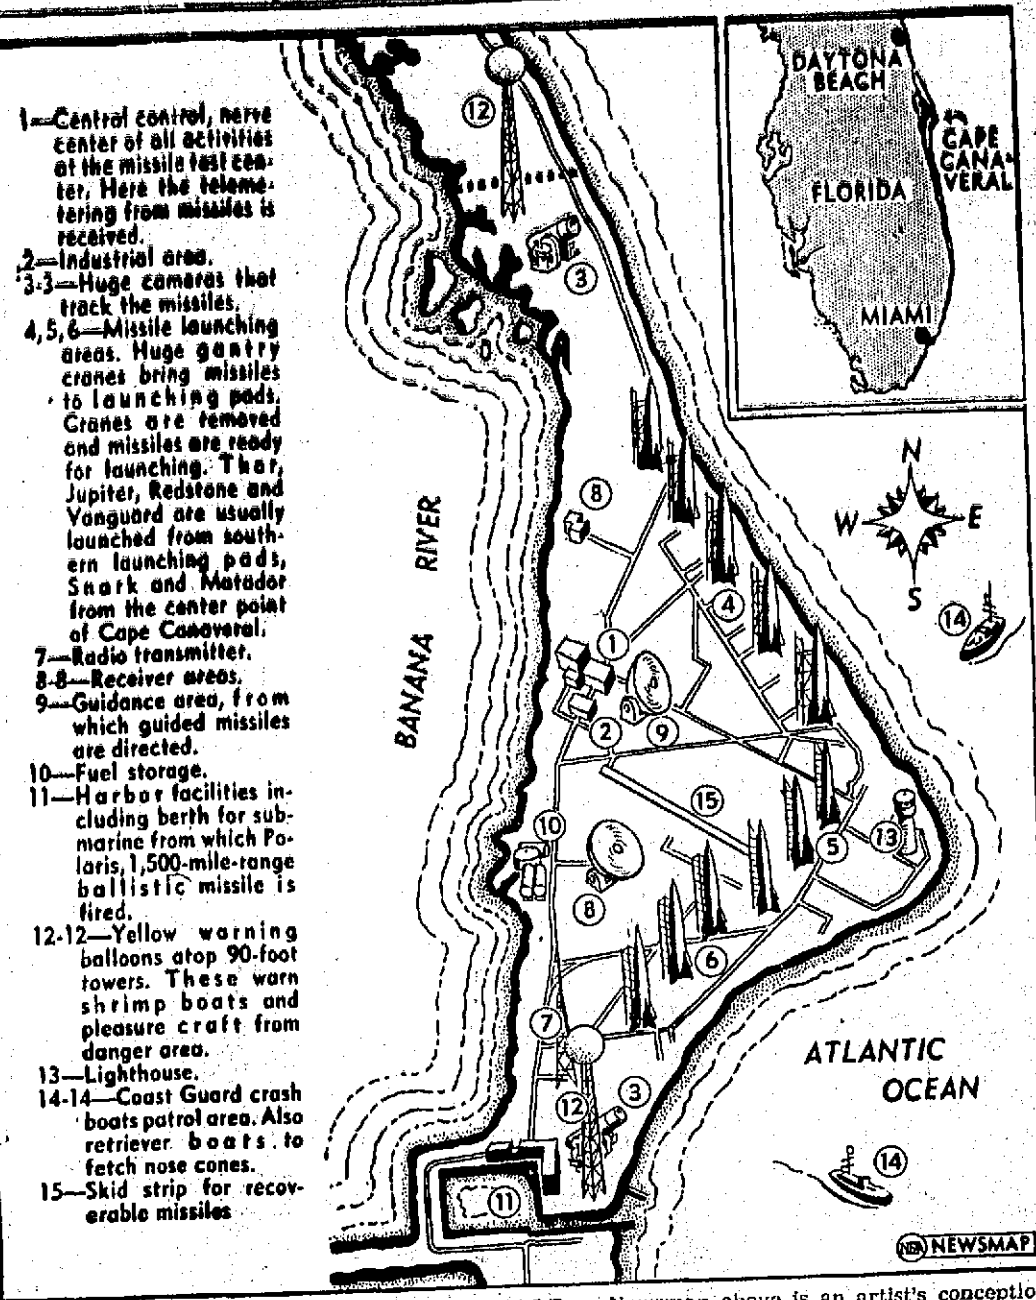 1—Central control, nerve
center of all activities
at the missile test cen-
ter. Here the teleme-
tering from missiles is
received.
2—Industrial area.
3-3—Huge cameras that
track the missiles.
4,5,6—Missile launching
areas. Huge gantry
cranes bring missiles
to launching pads.
Cranes are removed
and missiles are ready
for launching. Thor,
Jupiter, Redstone and
Vanguard are usually
launched from south-
ern launching pads,
Snark and Matador
from the center point
of Cape Canaveral.
7—Radio transmitter.
8-8—Receiver areas.
9—Guidance area, from
which guided missiles
are directed.
10—Fuel storage.
11—Harbor facilities in-
cluding berth for sub-
marine from which Po-
laris, 1,500-mile-range
ballistic missile is
fired.
12-12—Yellow warning
balloons atop 90-foot
towers. These warn
shrimp boats and
pleasure craft from
danger area.
13—Lighthouse.
14-14—Coast Guard crash
boats patrol area. Also
retriever boats to
fetch nose cones.
15—Skid strip for recov-
erable missiles
DAYTONA
BEACH
CAPE
CANA-
VERAL
FLORIDA
MIAMI
12
3
N
W E
S
8
4
14
1
2
9
15
10
5
13
8
6
7
12
3
11
14
BANANA RIVER
ATLANTIC
OCEAN
NEA NEWSMAP
above is an artist's conceptio